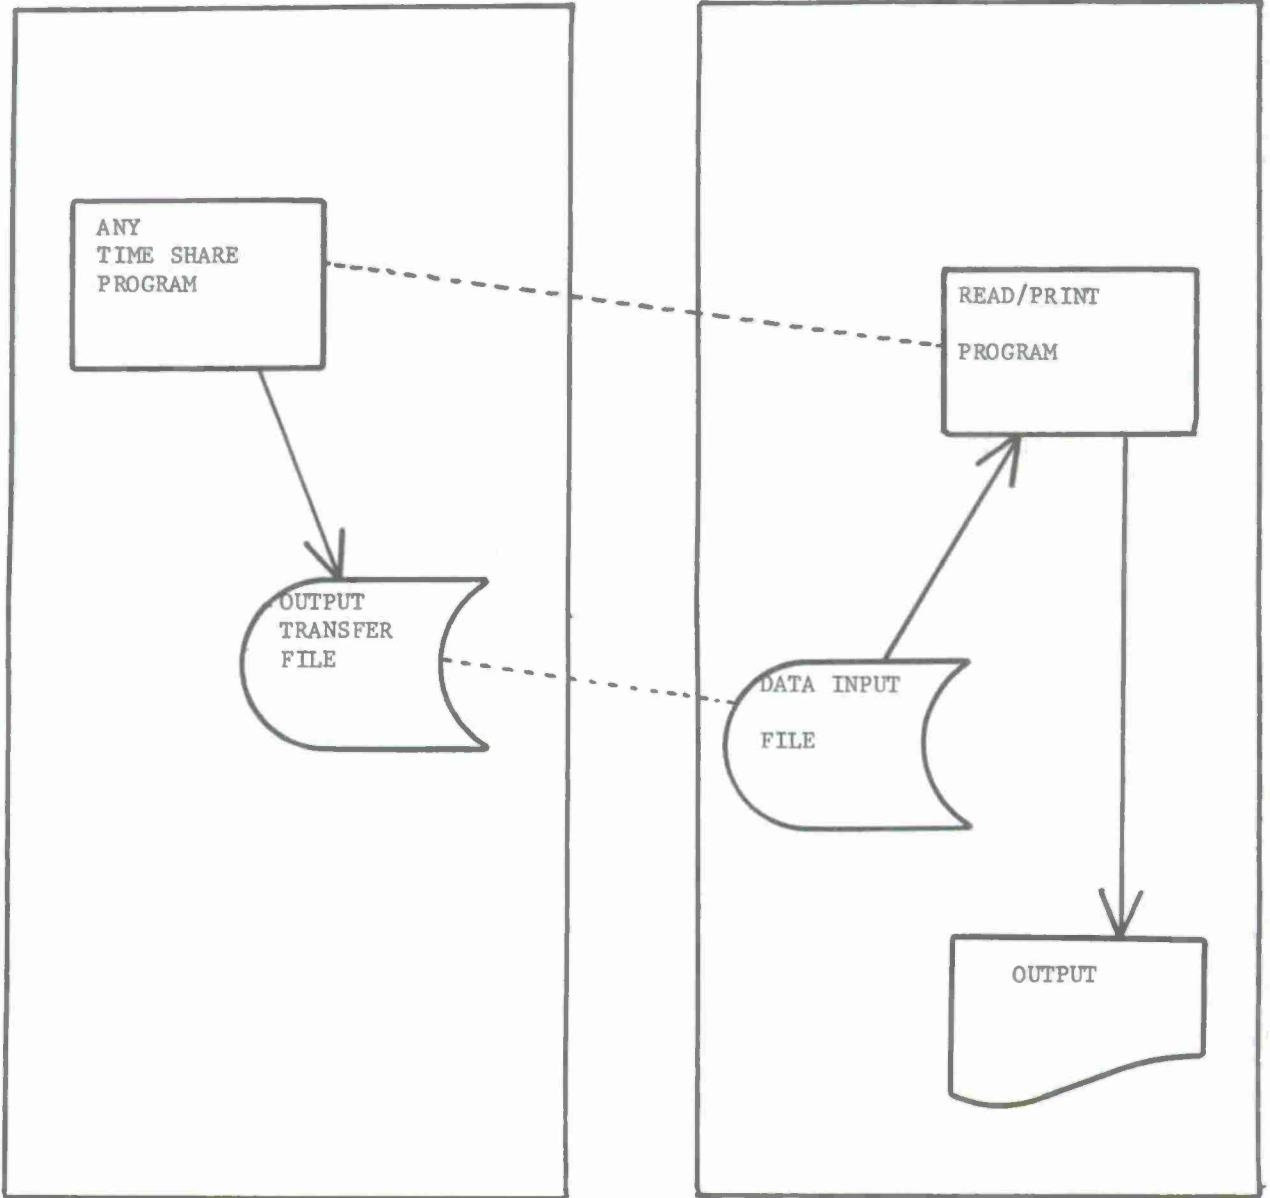 ANY
TIME SHARE
PROGRAM
READ/PRINT
PROGRAM
OUTPUT
TRANSFER
FILE
DATA INPUT
FILE
OUTPUT